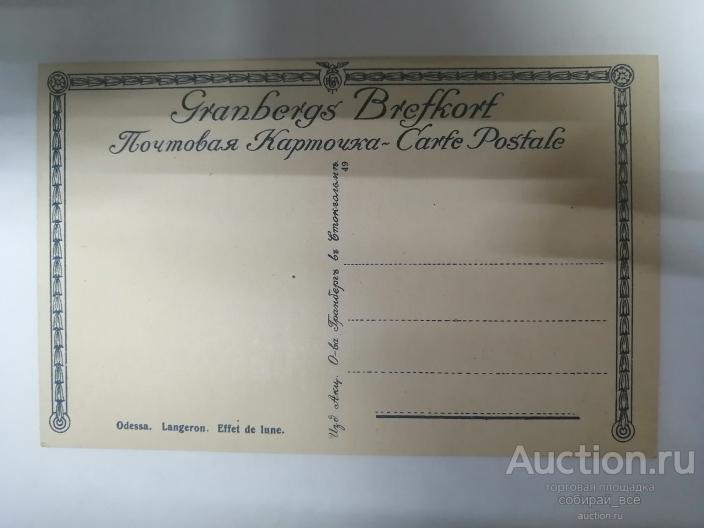 Granbergs Brefkort
Почтовая Карточка - Carte Postale
Изд. Акц. О-ва Гранбергъ въ Стокгольмѣ
49
Odessa. Langeron. Effet de lune.
Auction.ru
торговая площадка
собирай_все
auction.ru